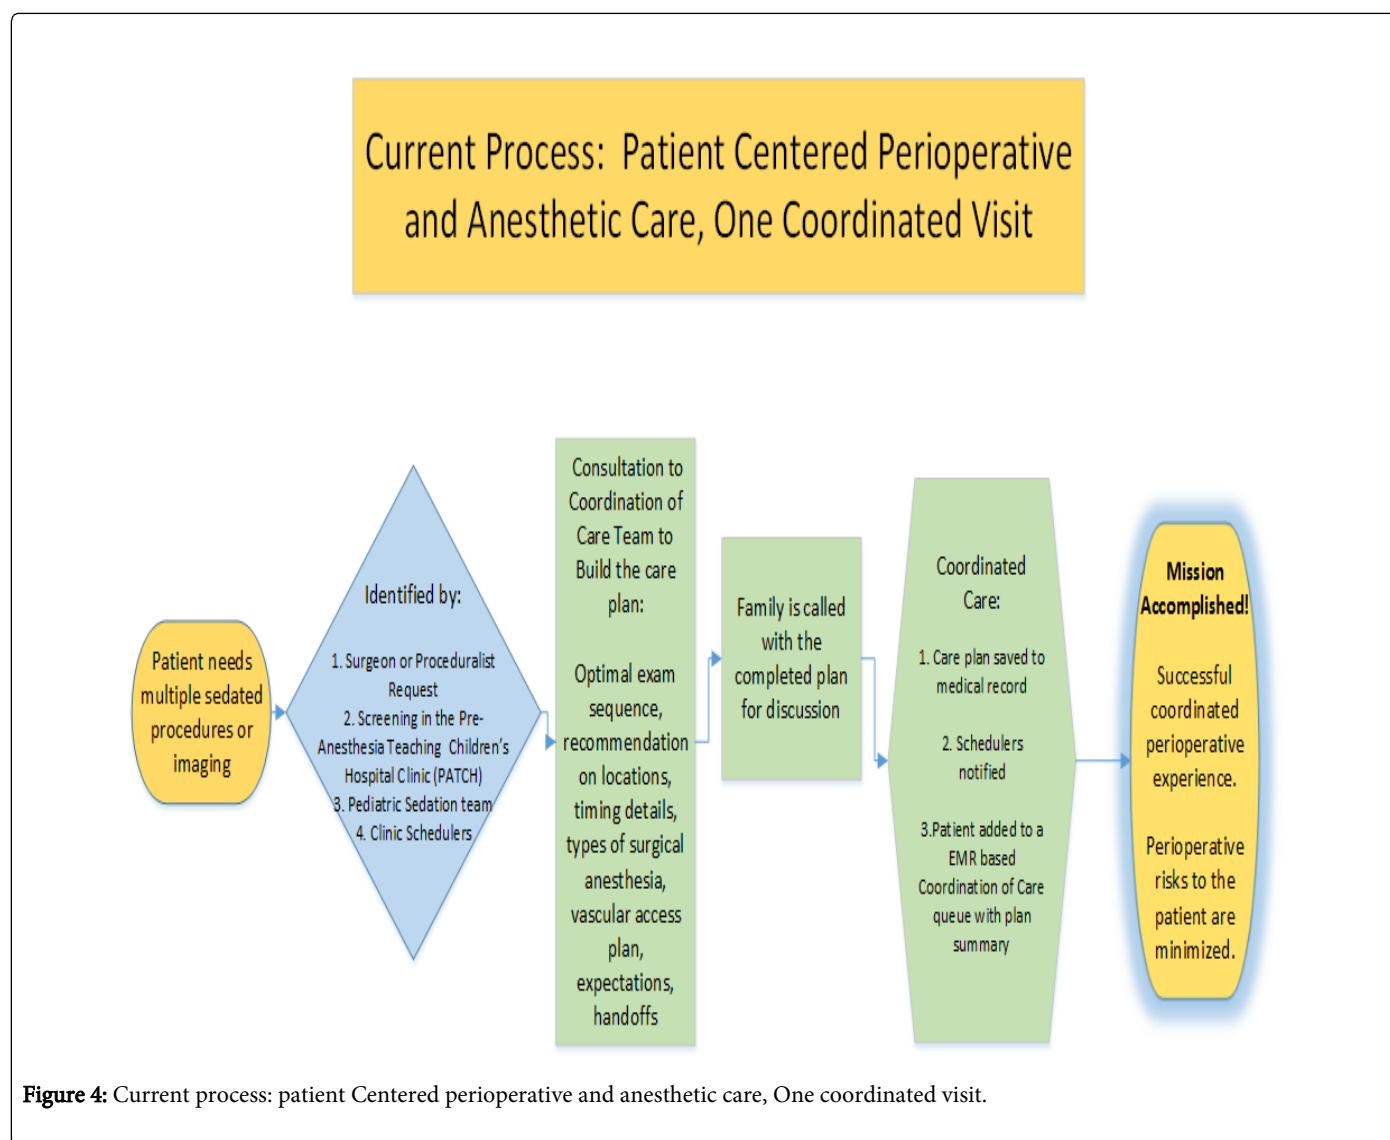 Current Process:  Patient Centered Perioperative
and Anesthetic Care, One Coordinated Visit
Patient needs
multiple sedated
procedures or
imaging
Identified by:
1. Surgeon or Proceduralist
Request
2. Screening in the Pre-
Anesthesia Teaching  Children's
Hospital Clinic (PATCH)
3. Pediatric Sedation team
4. Clinic Schedulers
Consultation to
Coordination of
Care Team to
Build the care
plan:
Optimal exam
sequence,
recommendation
on locations,
timing details,
types of surgical
anesthesia,
vascular access
plan,
expectations,
handoffs
Family is called
with the
completed plan
for discussion
Coordinated
Care:
1. Care plan saved to
medical record
2. Schedulers
notified
3.Patient added to a
EMR based
Coordination of Care
queue with plan
summary
Mission
Accomplished!
Successful
coordinated
perioperative
experience.
Perioperative
risks to the
patient are
minimized.
Figure 4: Current process: patient Centered perioperative and anesthetic care, One coordinated visit.